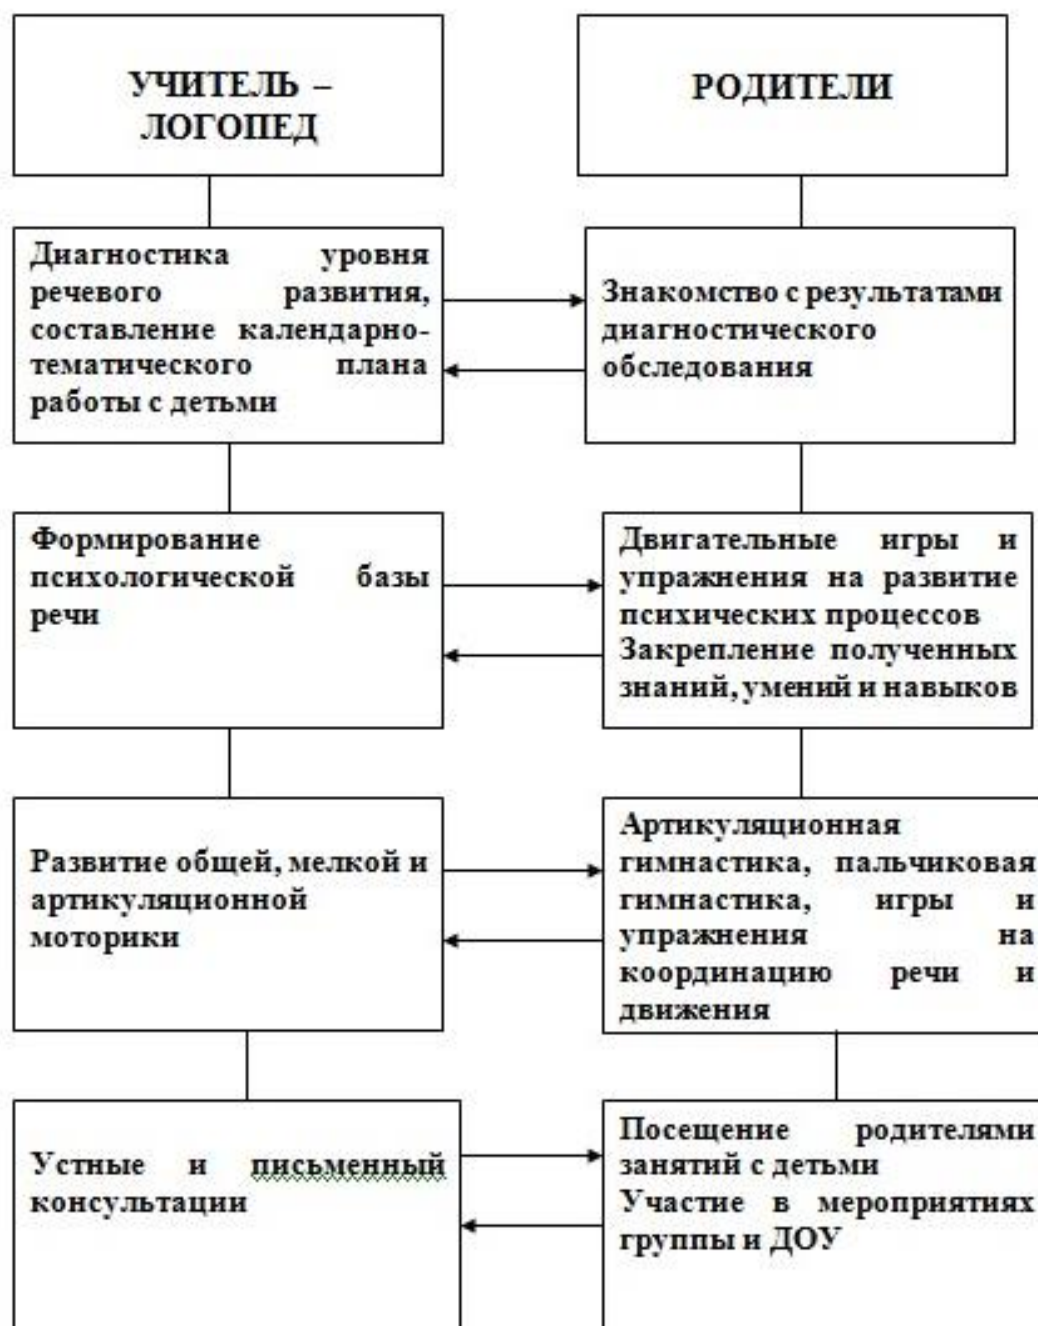 УЧИТЕЛЬ –
ЛОГОПЕД
РОДИТЕЛИ
Диагностика уровня
речевого развития,
составление календарно-
тематического плана
работы с детьми
Знакомство с результатами
диагностического
обследования
Формирование
психологической базы
речи
Двигательные игры и
упражнения на развитие
психических процессов
Закрепление полученных
знаний, умений и навыков
Развитие общей, мелкой и
артикуляционной
моторики
Артикуляционная
гимнастика, пальчиковая
гимнастика, игры и
упражнения на
координацию речи и
движения
Устные и письменный
консультации
Посещение родителями
занятий с детьми
Участие в мероприятиях
группы и ДОУ